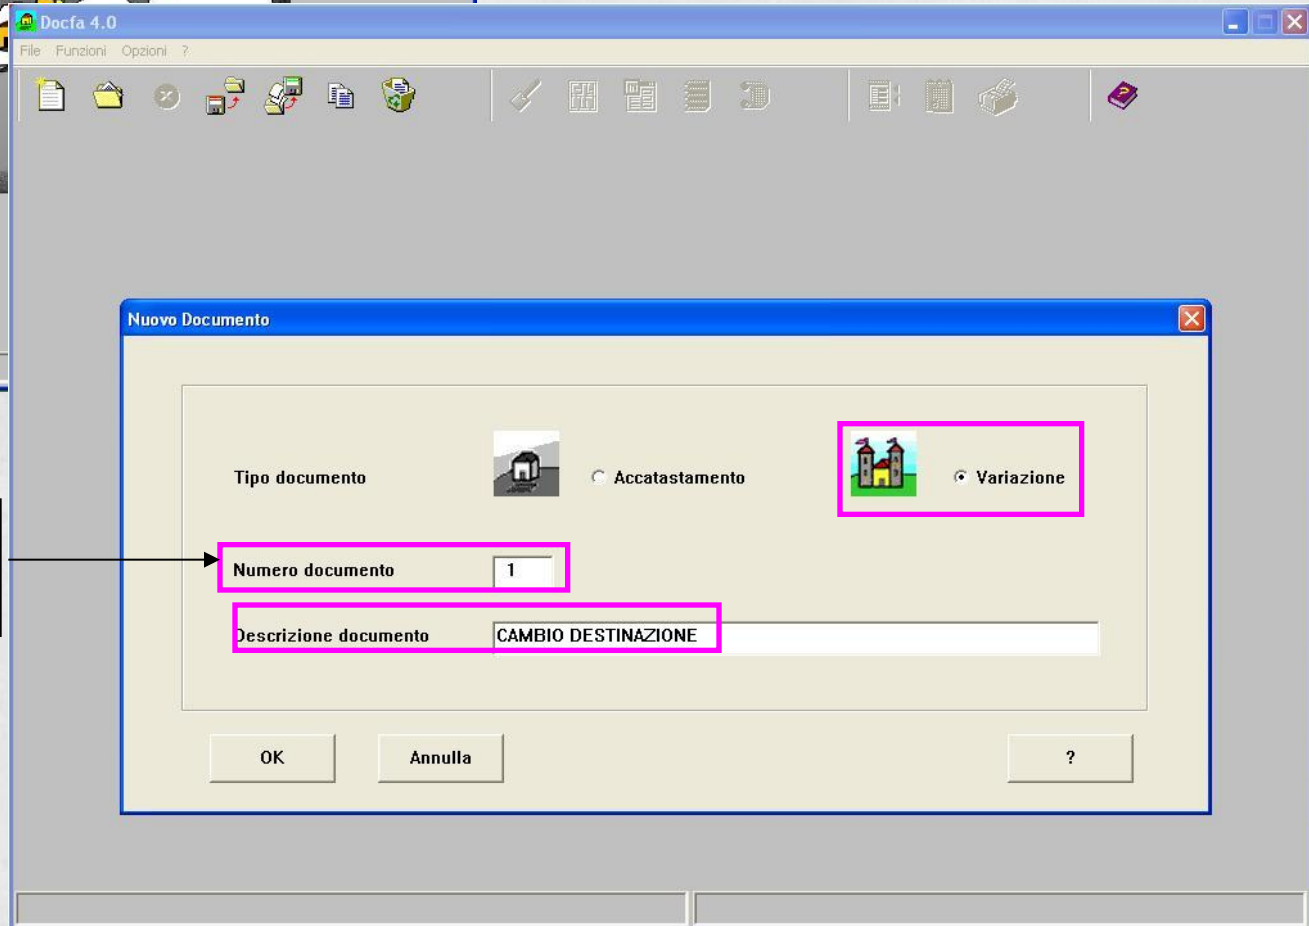 Docfa 4.0
File Funzioni Opzioni ?
Nuovo Documento
Tipo documento Accatastamento Variazione
Numero documento 1
Descrizione documento CAMBIO DESTINAZIONE
OK Annulla ?